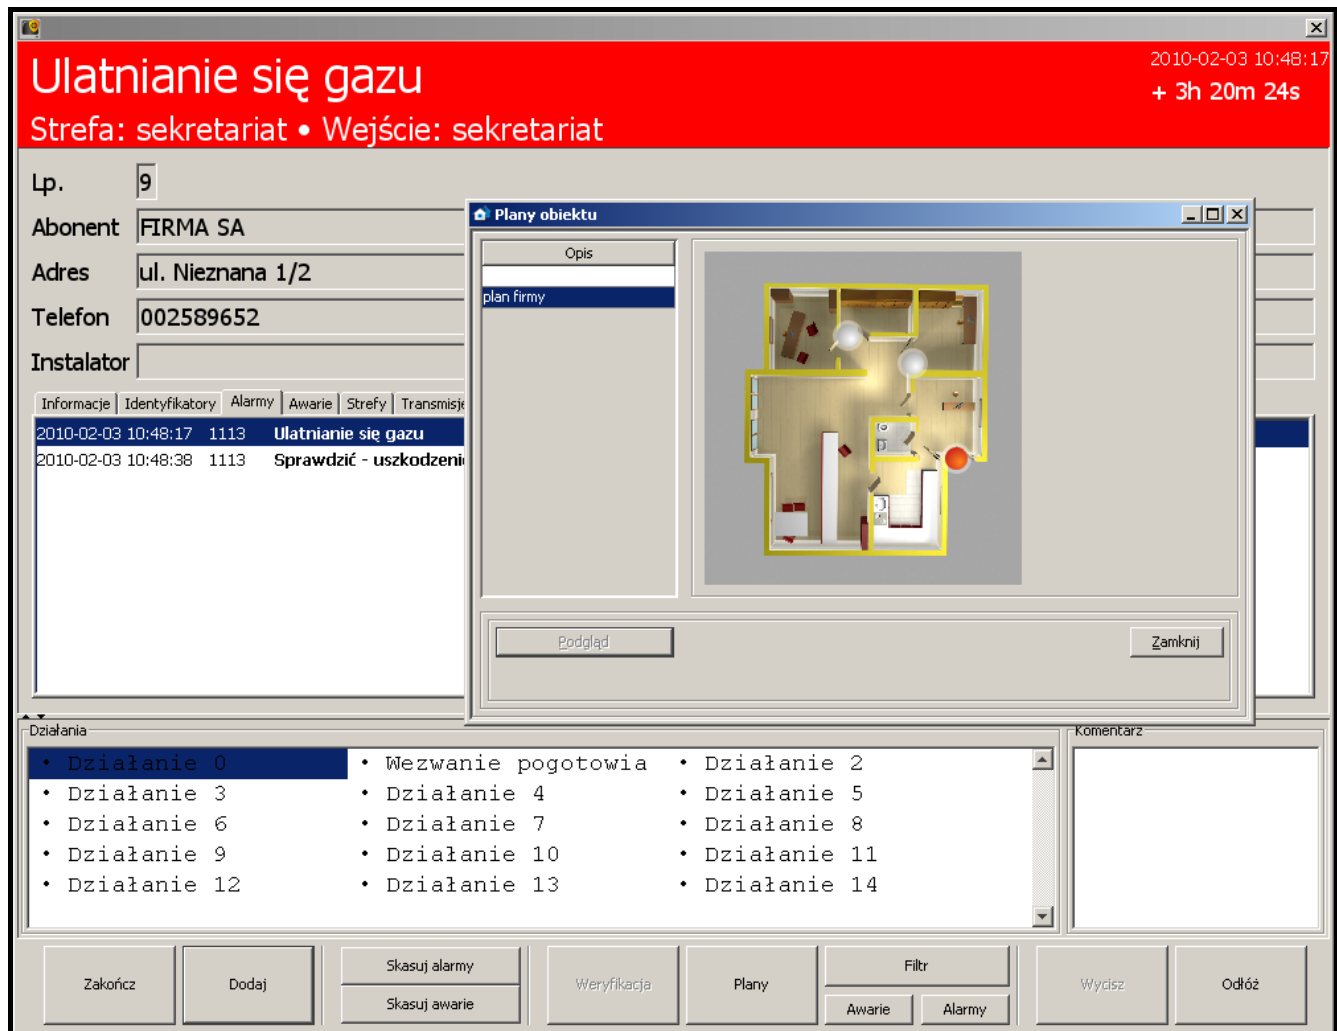 Ulatnianie się gazu
2010-02-03 10:48:17
+ 3h 20m 24s
Strefa: sekretariat • Wejście: sekretariat
Lp. 9
Abonent FIRMA SA
Adres ul. Nieznana 1/2
Telefon 002589652
Instalator
Plany obiektu
Opis
plan firmy
Podgląd
Zamknij
Informacje Identyfikatory Alarmy Awarie Strefy Transmisje
2010-02-03 10:48:17 1113 Ulatnianie się gazu
2010-02-03 10:48:38 1113 Sprawdzić - uszkodzenie
Działania
• Działanie 0 • Wezwanie pogotowia • Działanie 2
• Działanie 3 • Działanie 4 • Działanie 5
• Działanie 6 • Działanie 7 • Działanie 8
• Działanie 9 • Działanie 10 • Działanie 11
• Działanie 12 • Działanie 13 • Działanie 14
Komentarz
Zakończ
Dodaj
Skasuj alarmy
Skasuj awarie
Weryfikacja
Plany
Filtr
Awarie Alarmy
Wycisz
Odłóż